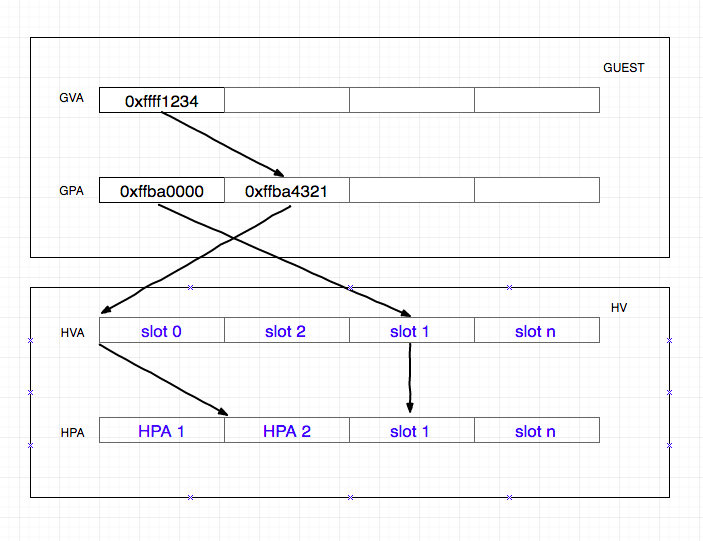 GUEST
GVA 0xffff1234
GPA 0xffba0000 0xffba4321
HV
HVA slot 0 slot 2 slot 1 slot n
HPA HPA 1 HPA 2 slot 1 slot n